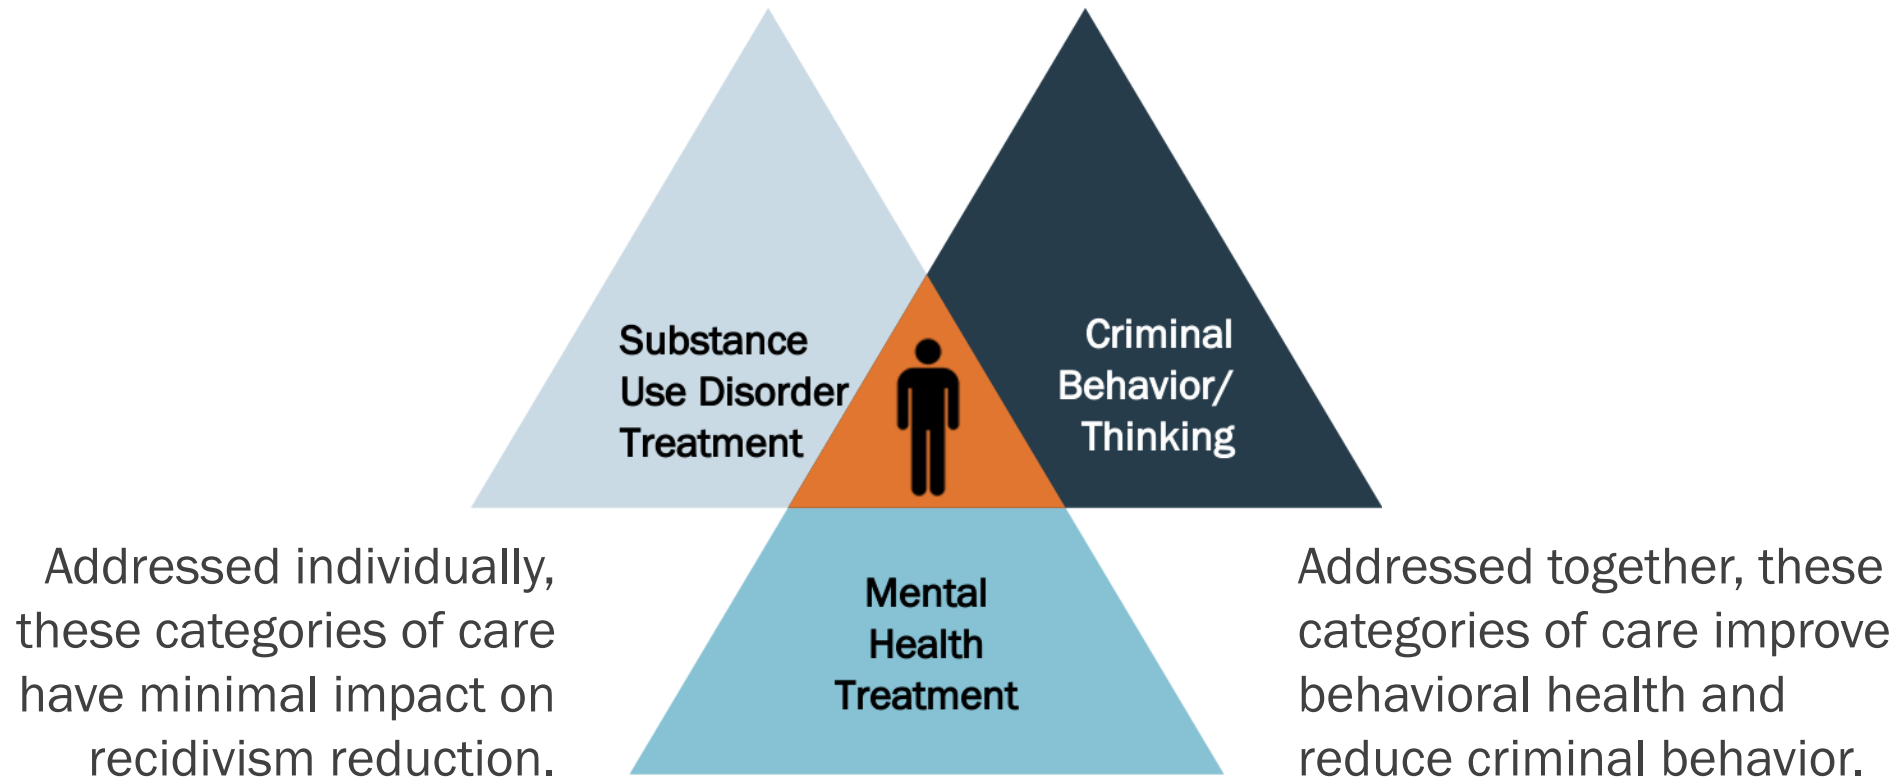 Substance
Use Disorder
Treatment
Criminal
Behavior/
Thinking
Mental
Health
Treatment
Addressed individually,
these categories of care
have minimal impact on
recidivism reduction.
Addressed together, these
categories of care improve
behavioral health and
reduce criminal behavior.